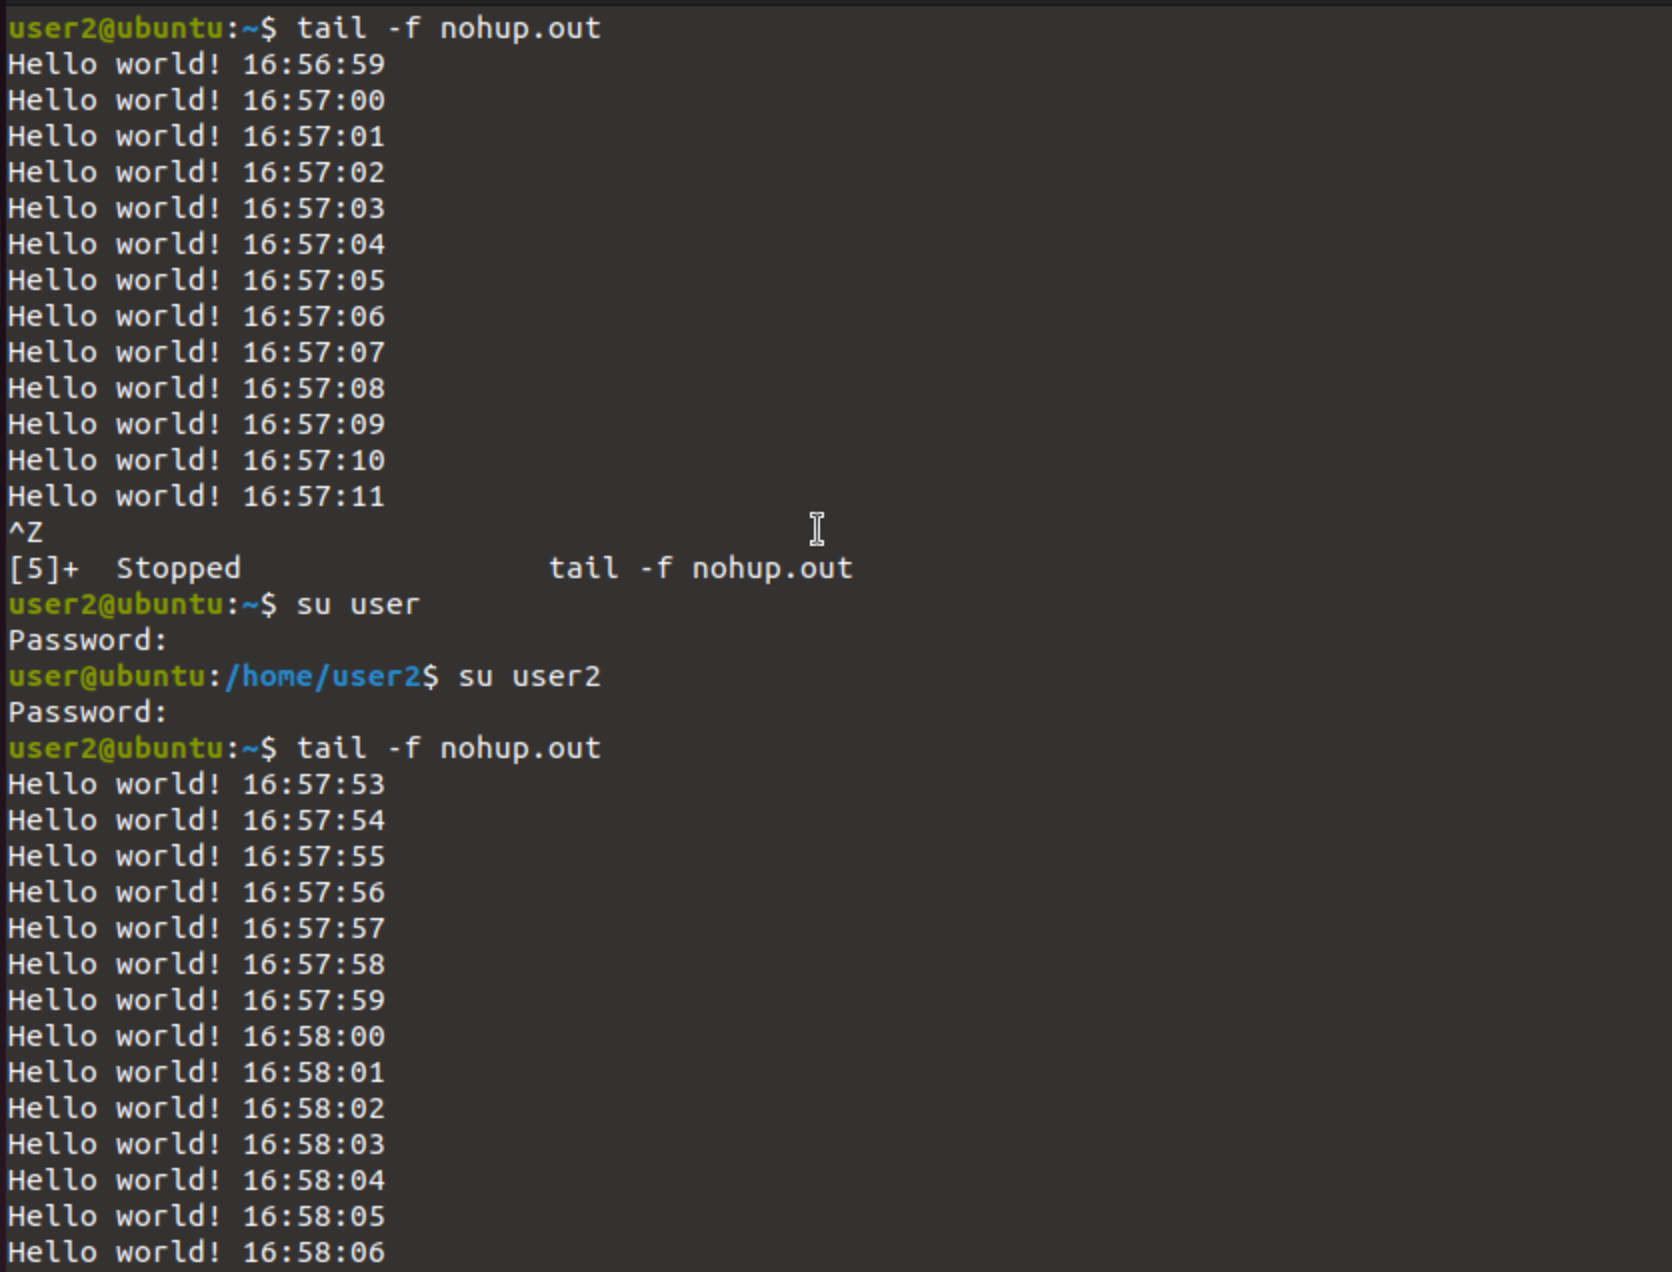 user2@ubuntu:~$ tail -f nohup.out
Hello world! 16:56:59
Hello world! 16:57:00
Hello world! 16:57:01
Hello world! 16:57:02
Hello world! 16:57:03
Hello world! 16:57:04
Hello world! 16:57:05
Hello world! 16:57:06
Hello world! 16:57:07
Hello world! 16:57:08
Hello world! 16:57:09
Hello world! 16:57:10
Hello world! 16:57:11
^Z
[5]+  Stopped                 tail -f nohup.out
user2@ubuntu:~$ su user
Password:
user@ubuntu:/home/user2$ su user2
Password:
user2@ubuntu:~$ tail -f nohup.out
Hello world! 16:57:53
Hello world! 16:57:54
Hello world! 16:57:55
Hello world! 16:57:56
Hello world! 16:57:57
Hello world! 16:57:58
Hello world! 16:57:59
Hello world! 16:58:00
Hello world! 16:58:01
Hello world! 16:58:02
Hello world! 16:58:03
Hello world! 16:58:04
Hello world! 16:58:05
Hello world! 16:58:06